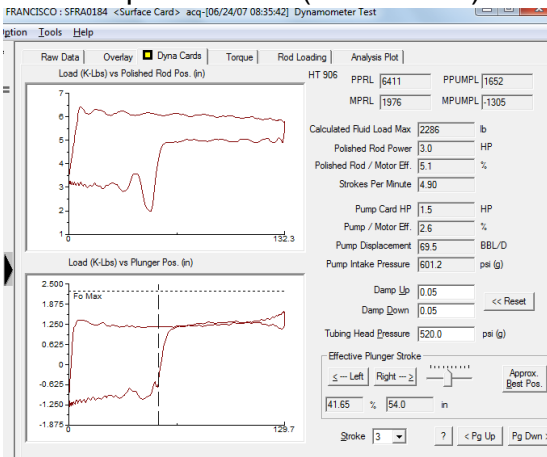 FRANCISCO : SFRA0184 <Surface Card> acq-[06/24/07 08:35:42] Dynamometer Test
Option Tools Help
Raw Data Overlay Dyna Cards Torque Rod Loading Analysis Plot
Load (K-Lbs) vs Polished Rod Pos. (in)
7
6
5
4
3
2
1
0 132.3
Load (K-Lbs) vs Plunger Pos. (in)
2.500
Fo Max
1.875
1.250
0.625
0
-0.625
-1.250
-1.875
0 129.7
HT 906 PPRL 6411 PPUMPL 1652
MPRL 1976 MPUMPL -1305
Calculated Fluid Load Max 2286 lb
Polished Rod Power 3.0 HP
Polished Rod / Motor Eff. 5.1 %
Strokes Per Minute 4.90
Pump Card HP 1.5 HP
Pump / Motor Eff. 2.6 %
Pump Displacement 69.5 BBL/D
Pump Intake Pressure 601.2 psi (g)
Damp Up 0.05
<< Reset
Damp Down 0.05
Tubing Head Pressure 520.0 psi (g)
Effective Plunger Stroke
< --- Left Right --- > Approx. Best Pos.
41.65 % 54.0 in
Stroke 3 ? < Pg Up Pg Dwn >